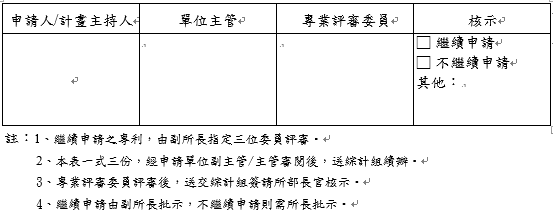 申請人/計畫主持人 單位主管 專業評審委員 核示
□ 繼續申請
□ 不繼續申請
其他：
註：1、繼續申請之專利，由副所長指定三位委員評審。
2、本表一式三份，經申請單位副主管/主管審閱後，送綜計組續辦。
3、專業評審委員評審後，送交綜計組簽請所部長官核示。
4、繼續申請由副所長批示，不繼續申請則需所長批示。